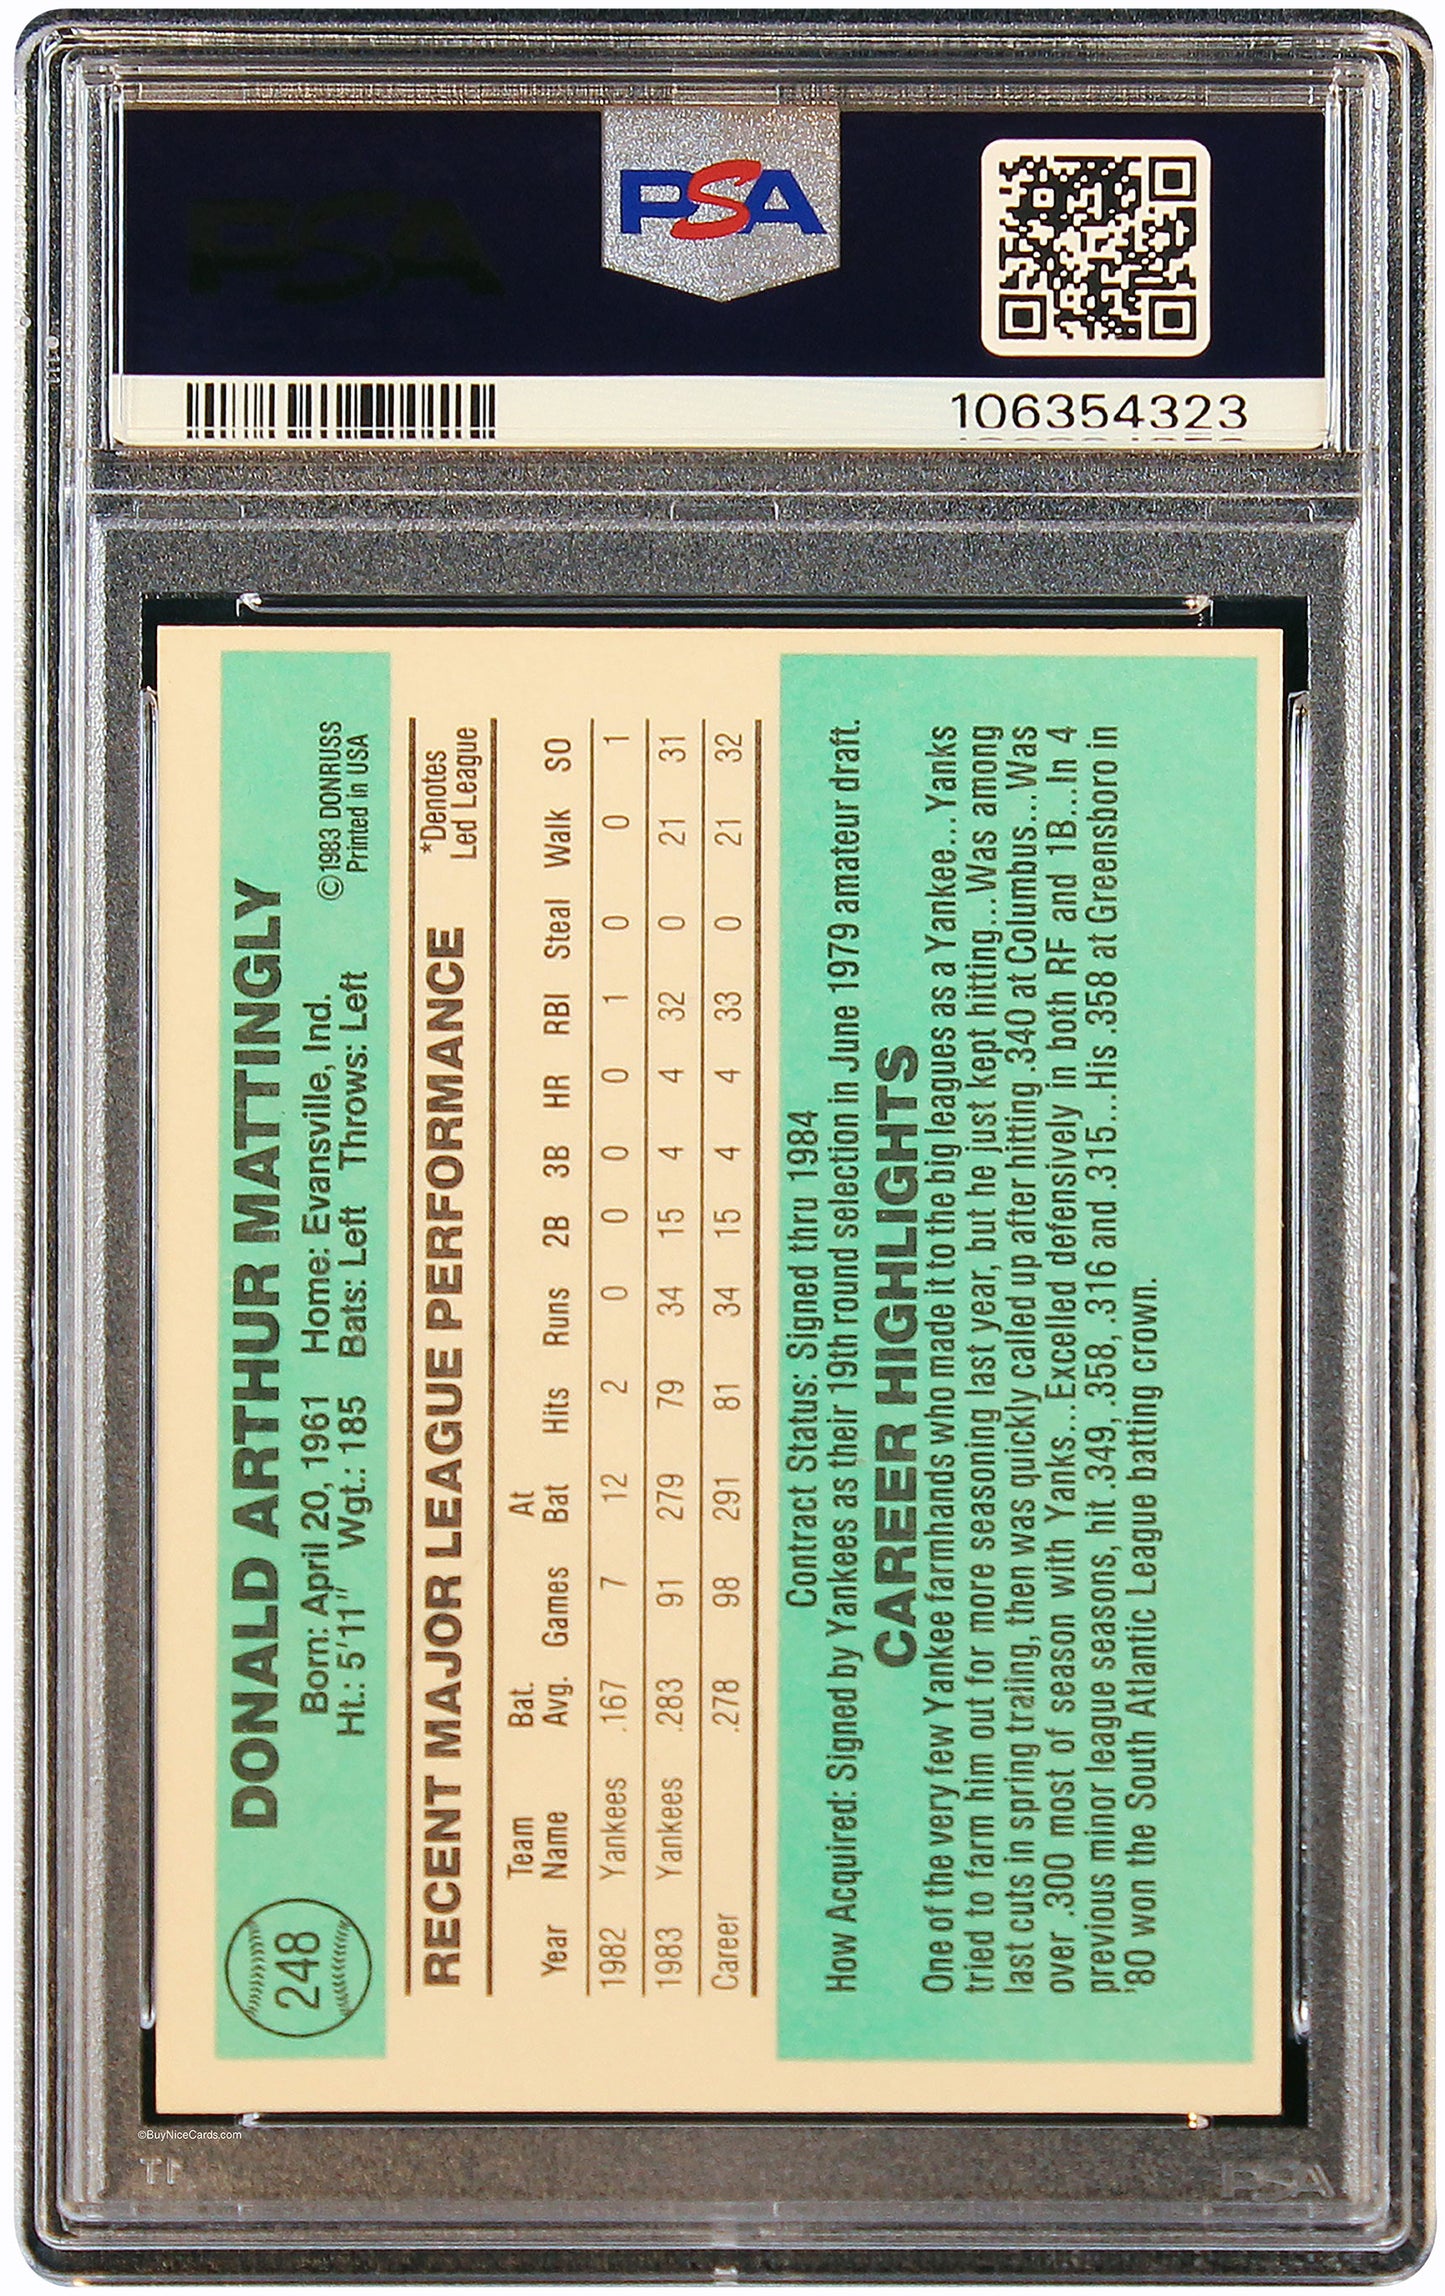 PSA
PSA
106354323
248
DONALD ARTHUR MATTINGLY
Born: April 20, 1961 Home: Evansville, Ind.
Ht.: 5'11" Wgt.: 185 Bats: Left Throws: Left
©1983 DONRUSS
Printed in USA
RECENT MAJOR LEAGUE PERFORMANCE
*Denotes
Led League
Team Bat. At
Year Name Avg. Games Bat Hits Runs 2B 3B HR RBI Steal Walk SO
1982 Yankees .167 7 12 2 0 0 0 0 1 0 0 1
1983 Yankees .283 91 279 79 34 15 4 4 32 0 21 31
Career .278 98 291 81 34 15 4 4 33 0 21 32
Contract Status: Signed thru 1984
How Acquired: Signed by Yankees as their 19th round selection in June 1979 amateur draft.
CAREER HIGHLIGHTS
One of the very few Yankee farmhands who made it to the big leagues as a Yankee...Yanks
tried to farm him out for more seasoning last year, but he just kept hitting...Was among
last cuts in spring traling, then was quickly called up after hitting .340 at Columbus...Was
over .300 most of season with Yanks...Excelled defensively in both RF and 1B...In 4
previous minor league seasons, hit .349, .358, .316 and .315...His .358 at Greensboro in
'80 won the South Atlantic League batting crown.
©BuyNiceCards.com
PSA